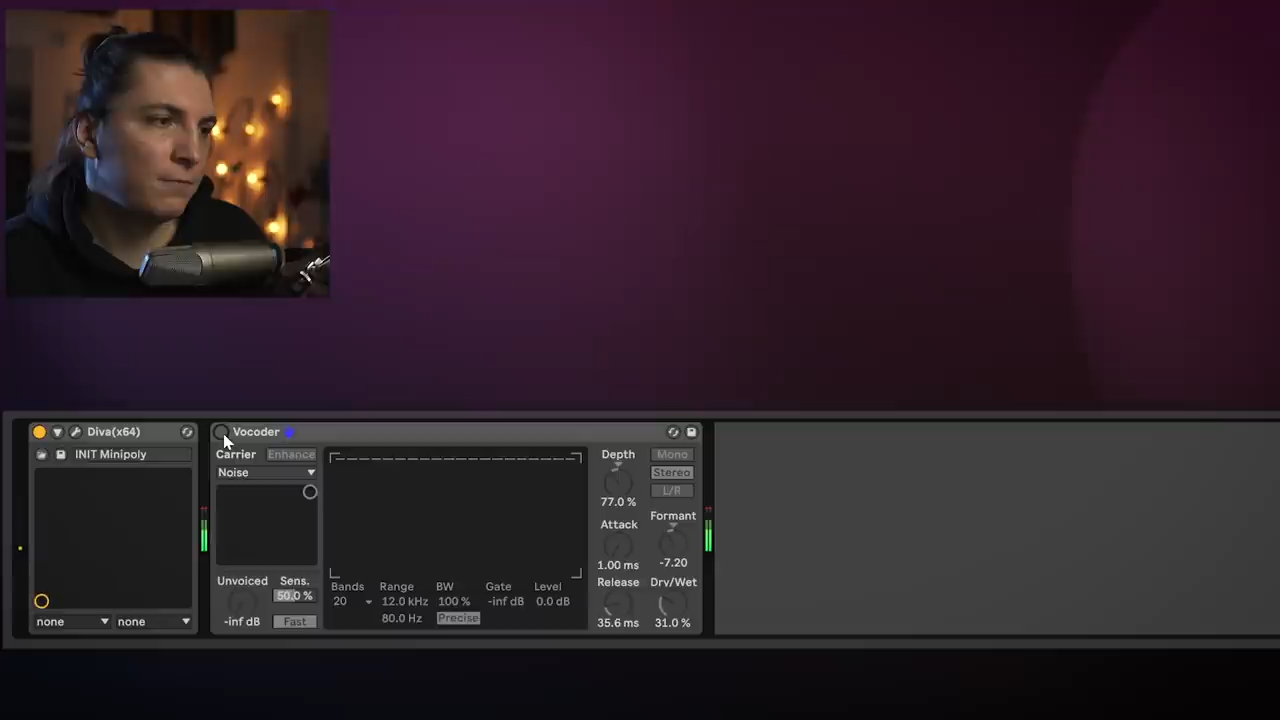 Diva(x64)
INIT Minipoly
none
none
Vocoder
Carrier
Enhance
Noise
Unvoiced
Sens.
50.0 %
-inf dB
Fast
Bands
Range
BW
Gate
Level
20
12.0 kHz
100 %
-inf dB
0.0 dB
80.0 Hz
Precise
Depth
77.0 %
Attack
1.00 ms
Release
35.6 ms
Mono
Stereo
L/R
Formant
-7.20
Dry/Wet
31.0 %